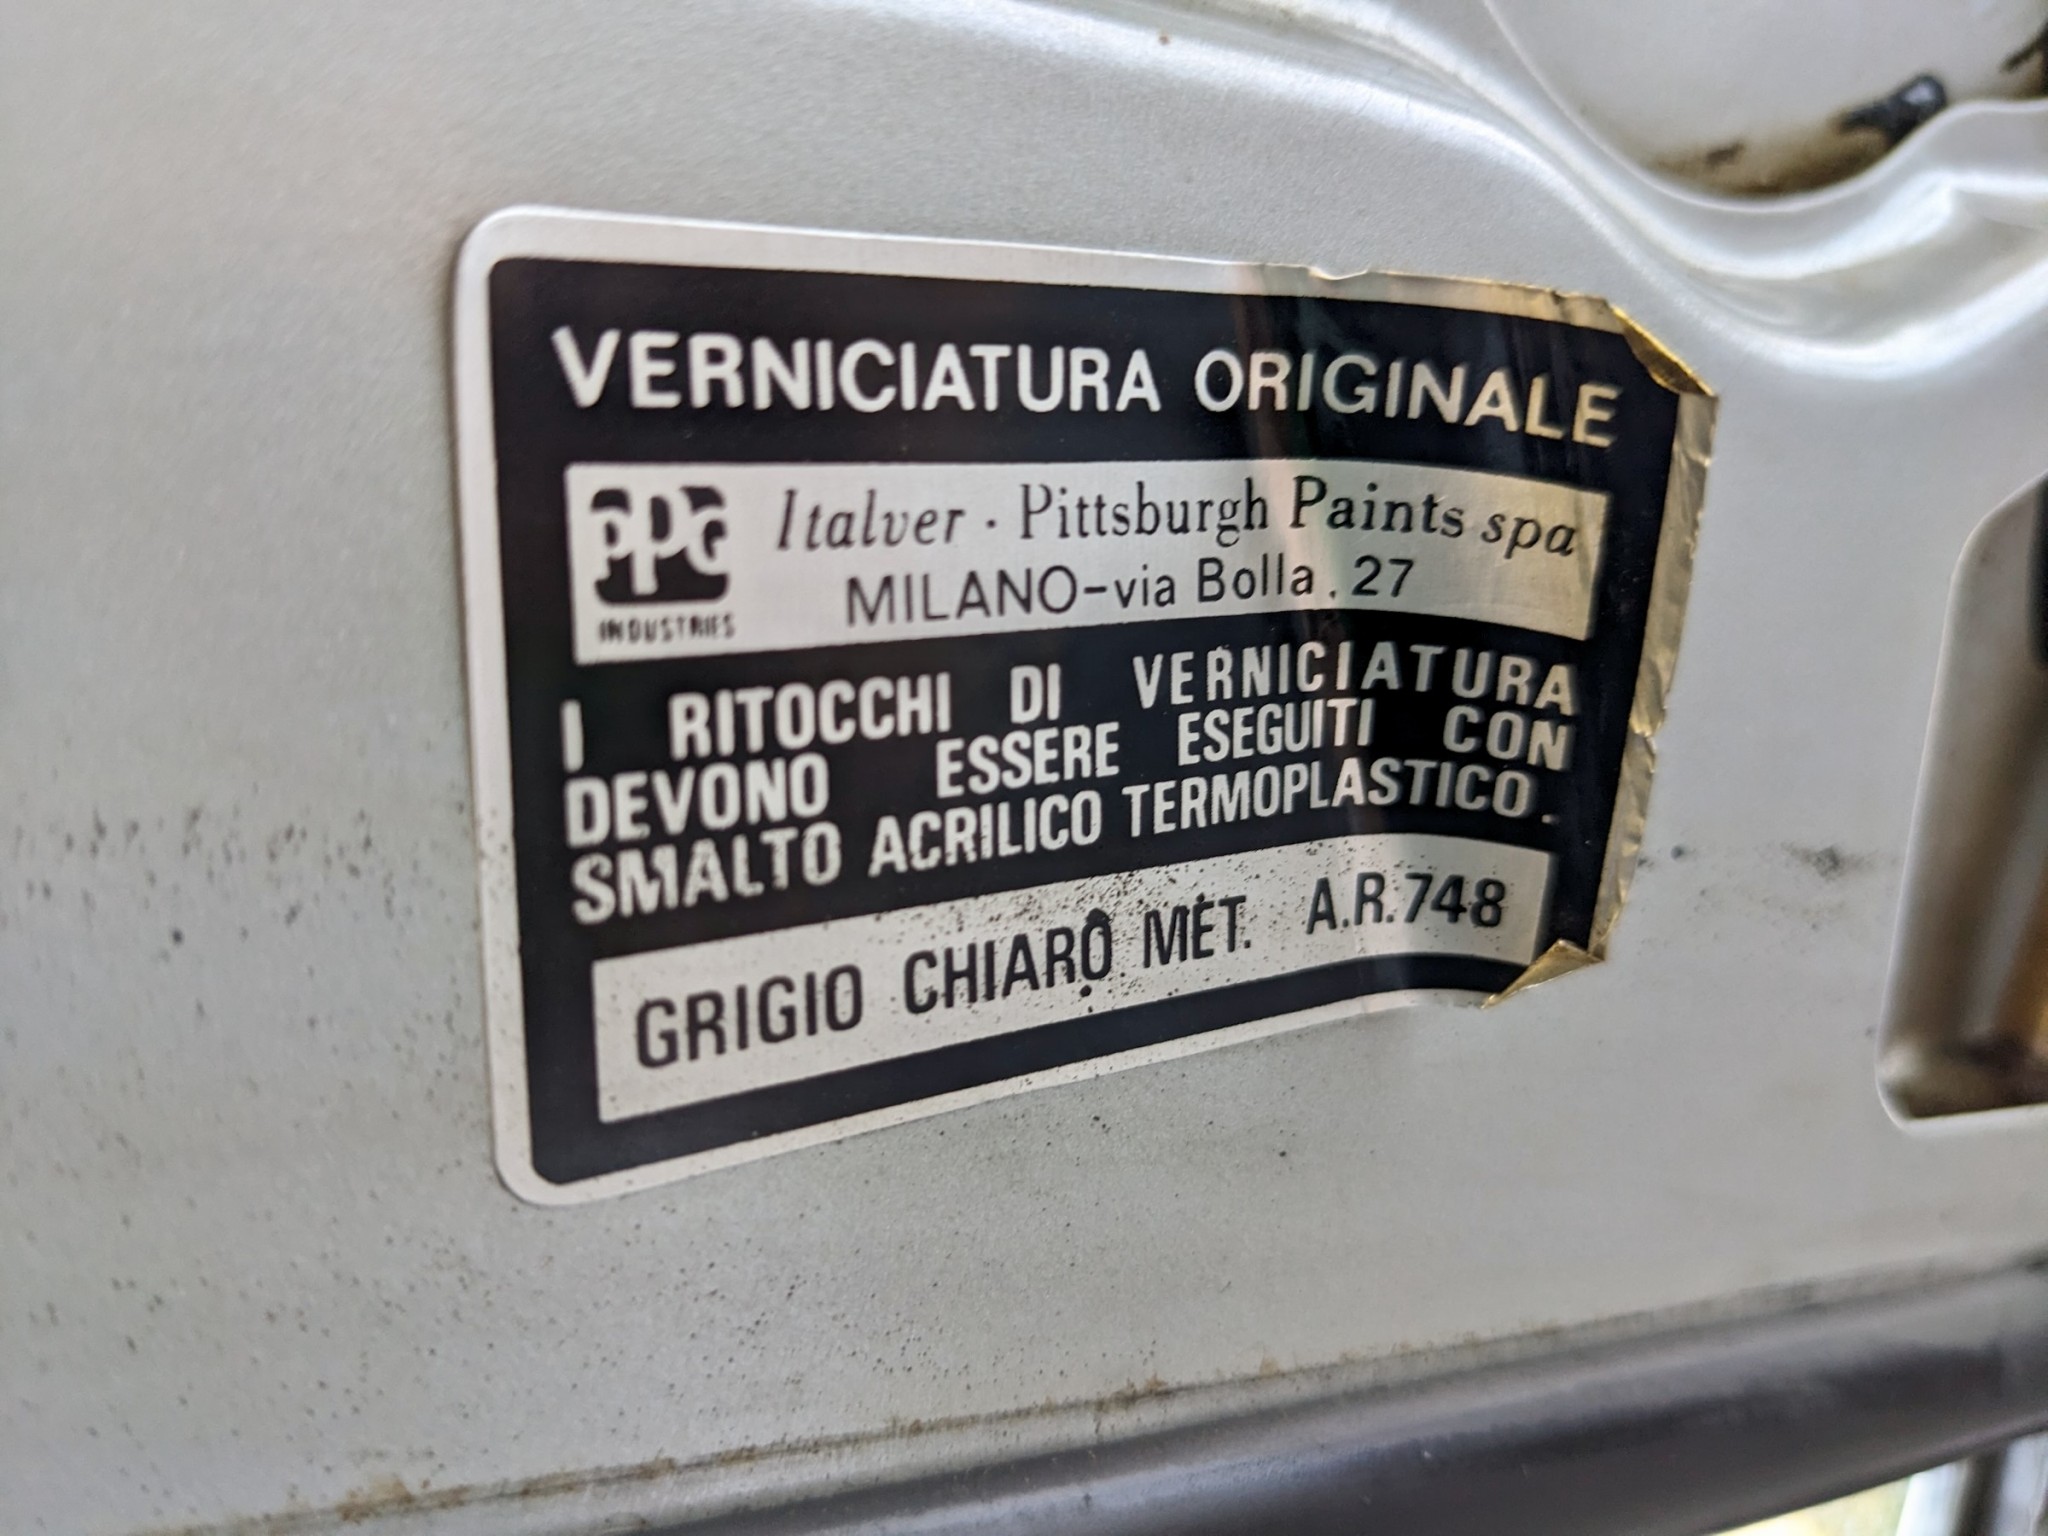 VERNICIATURA ORIGINALE
PPG
INDUSTRIES
Italver · Pittsburgh Paints spa
MILANO-via Bolla, 27
I RITOCCHI DI VERNICIATURA
DEVONO ESSERE ESEGUITI CON
SMALTO ACRILICO TERMOPLASTICO.
GRIGIO CHIARO MET. A.R.748